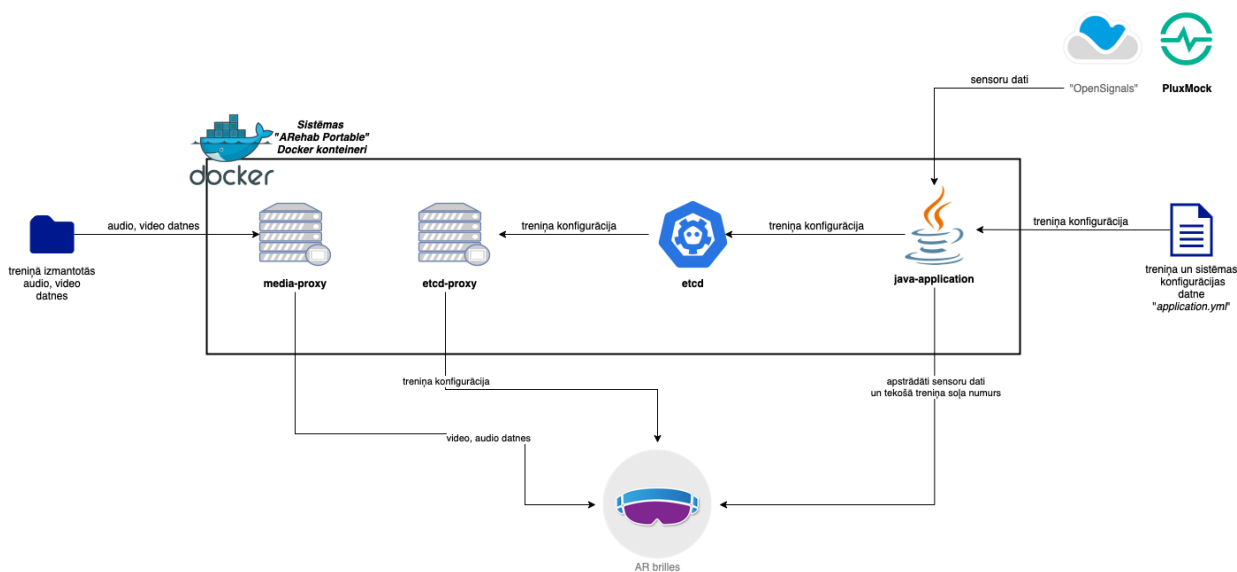 sensoru dati
"OpenSignals"
PluxMock
Sistēmas
"ARehab Portable"
Docker konteineri
docker
audio, video datnes
treniņa konfigurācija
treniņa konfigurācija
treniņa konfigurācija
treniņā izmantotās
audio, video
datnes
media-proxy
etcd-proxy
etcd
java-application
treniņa un sistēmas
konfigurācijas
datne
"application.yml"
treniņa konfigurācija
apstrādāti sensoru dati
un tekošā treniņa soļa numurs
video, audio datnes
AR brilles